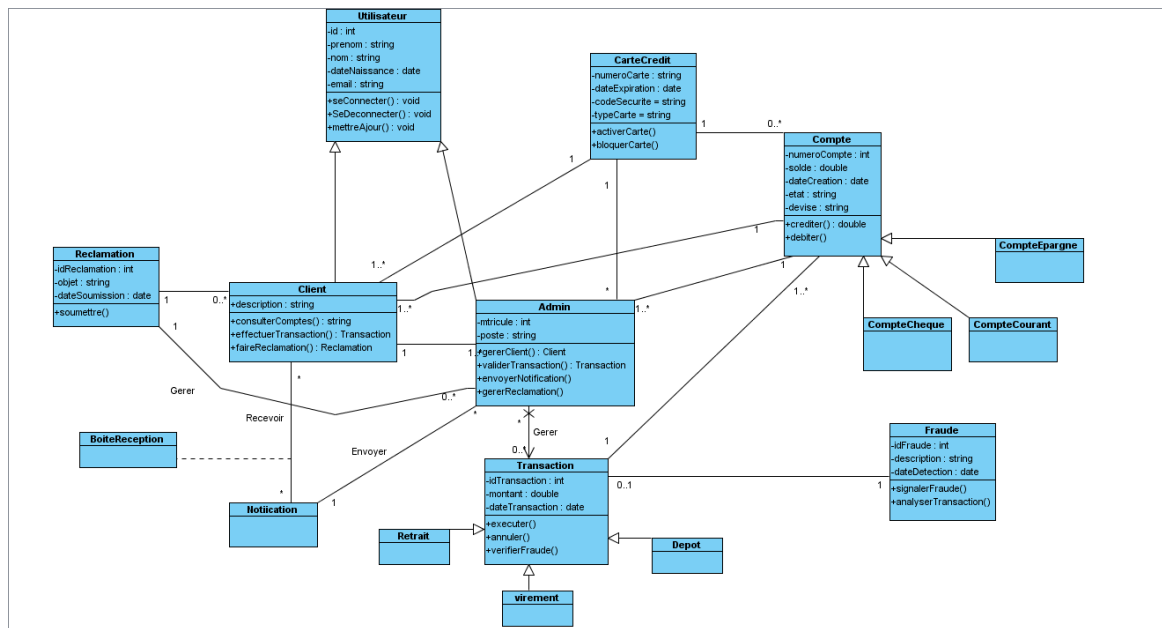 Utilisateur
-id : int
-prenom : string
-nom : string
-dateNaissance : date
-email : string
+seConnecter() : void
+SeDeconnecter() : void
+mettreAjour() : void
CarteCredit
-numeroCarte : string
-dateExpiration : date
-codeSecurite = string
-typeCarte = string
+activerCarte()
+bloquerCarte()
1
0..*
1
1
Compte
-numeroCompte : int
-solde : double
-dateCreation : date
-etat : string
-devise : string
+crediter() : double
+debiter()
1
1
1..*
CompteEpargne
CompteCheque
CompteCourant
Reclamation
-idReclamation : int
-objet : string
-dateSoumission : date
+soumettre()
1
0..*
1
1..*
Client
+description : string
+consulterComptes() : string
+effectuerTransaction() : Transaction
+faireReclamation() : Reclamation
1..*
1
1..*
*
*
1..*
Admin
-mtricule : int
-poste : string
+gererClient() : Client
+validerTransaction() : Transaction
+envoyerNotification()
+gererReclamation()
0..*
*
*
Gerer
Recevoir
Envoyer
Gerer
0..*
1
BoiteReception
*
1
Notiication
Transaction
-idTransaction : int
-montant : double
-dateTransaction : date
+executer()
+annuler()
+verifierFraude()
0..1
1
Fraude
-idFraude : int
-description : string
-dateDetection : date
+signalerFraude()
+analyserTransaction()
Retrait
Depot
virement